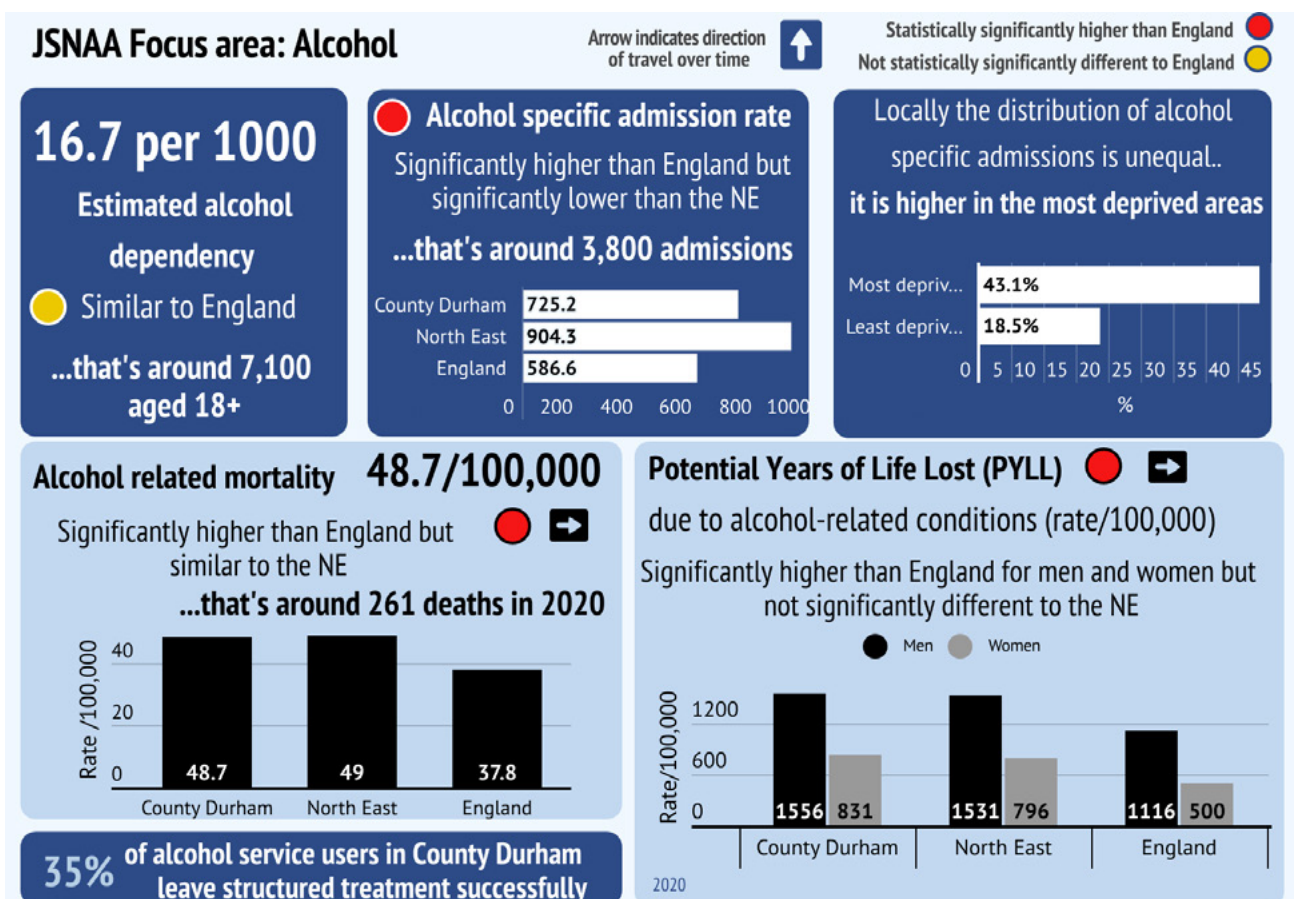 JSNAA Focus area: Alcohol
Arrow indicates direction
of travel over time
Statistically significantly higher than England
Not statistically significantly different to England
16.7 per 1000
Estimated alcohol
dependency
Similar to England
...that's around 7,100
aged 18+
Alcohol specific admission rate
Significantly higher than England but
significantly lower than the NE
...that's around 3,800 admissions
County Durham 725.2
North East 904.3
England 586.6
0 200 400 600 800 1000
Locally the distribution of alcohol
specific admissions is unequal..
it is higher in the most deprived areas
Most depriv... 43.1%
Least depriv... 18.5%
0 5 10 15 20 25 30 35 40 45
%
Alcohol related mortality 48.7/100,000
Significantly higher than England but
similar to the NE
...that's around 261 deaths in 2020
Rate /100,000
40
20
0
48.7 49 37.8
County Durham North East England
Potential Years of Life Lost (PYLL)
due to alcohol-related conditions (rate/100,000)
Significantly higher than England for men and women but
not significantly different to the NE
Men Women
Rate/100,000
1200
600
0
1556 831 1531 796 1116 500
County Durham North East England
2020
35% of alcohol service users in County Durham
leave structured treatment successfully